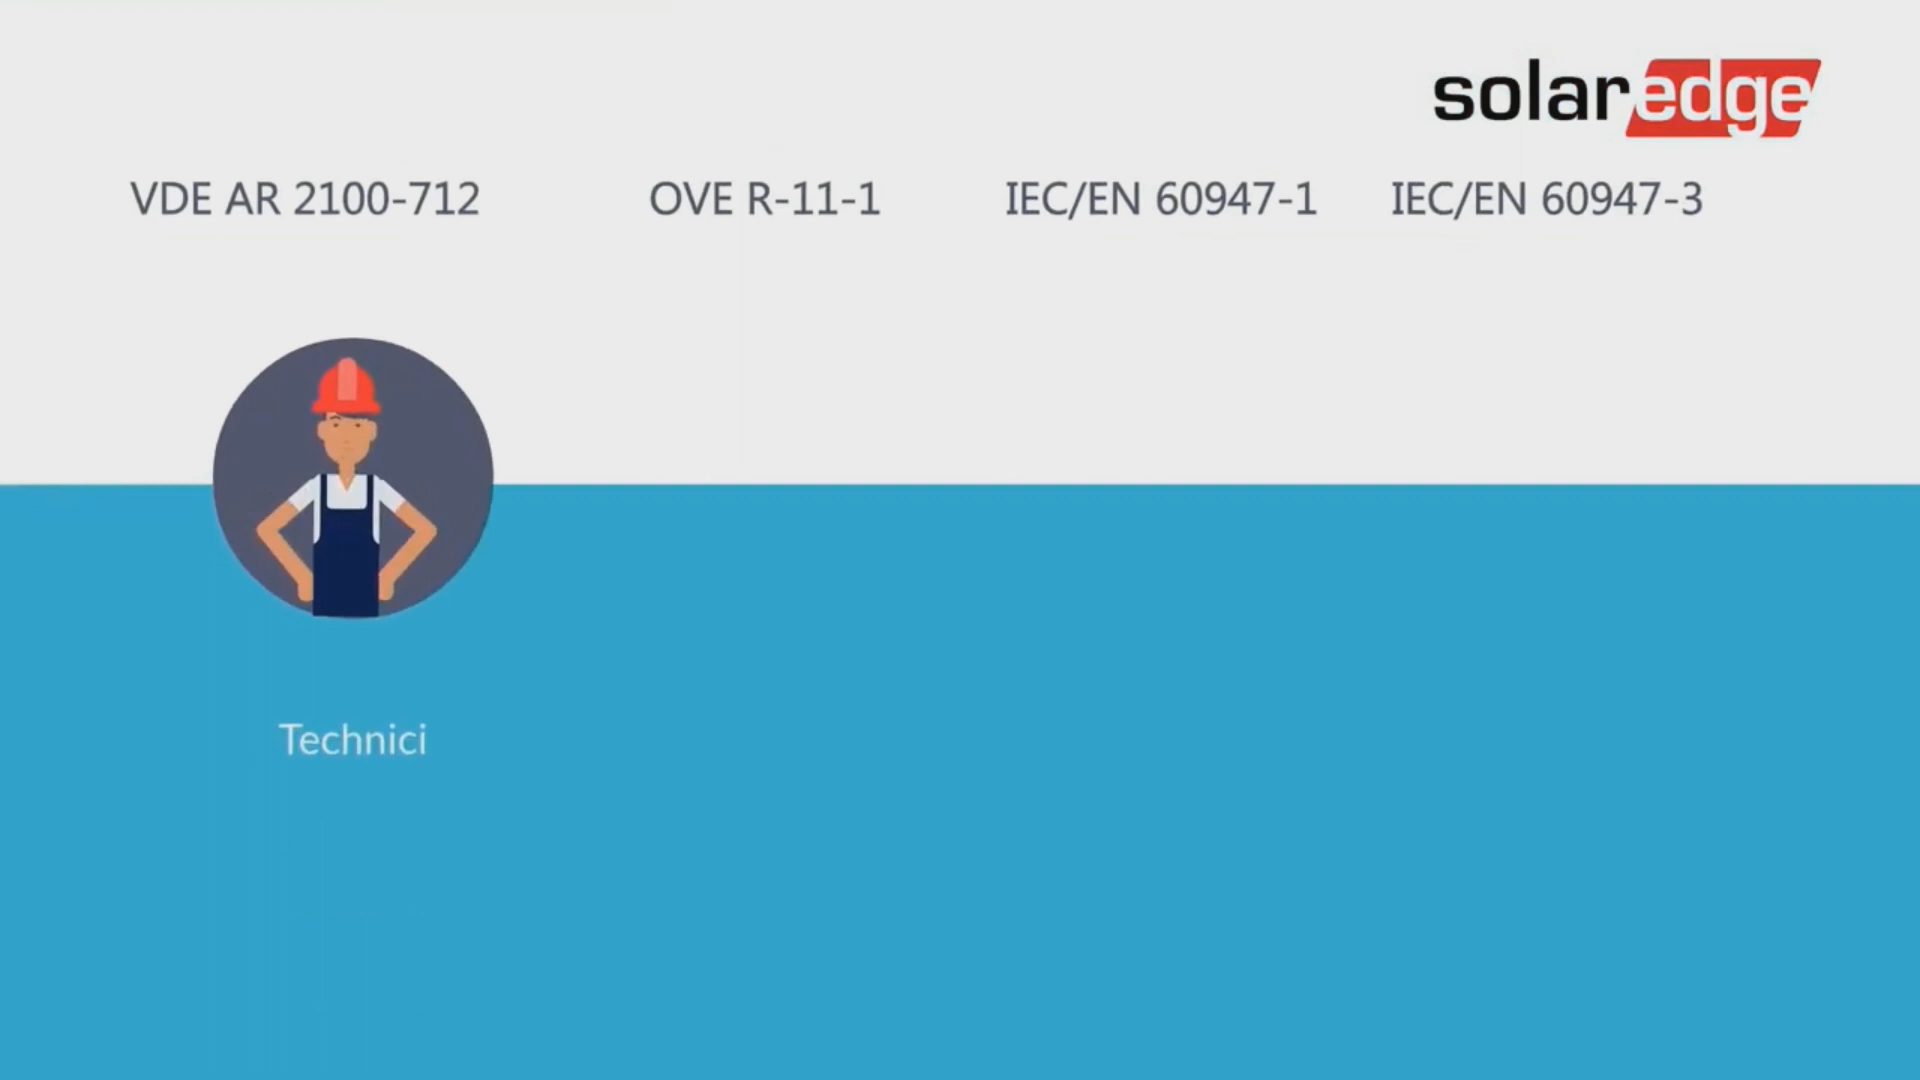 solaredge
VDE AR 2100-712 OVE R-11-1 IEC/EN 60947-1 IEC/EN 60947-3
Technici